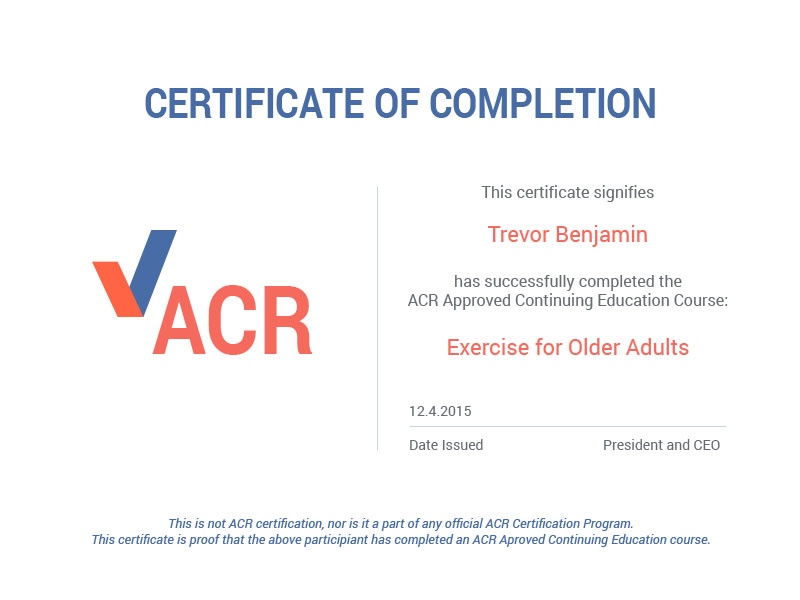 CERTIFICATE OF COMPLETION
ACR
This certificate signifies
Trevor Benjamin
has successfully completed the
ACR Approved Continuing Education Course:
Exercise for Older Adults
12.4.2015
Date Issued
President and CEO
This is not ACR certification, nor is it a part of any official ACR Certification Program.
This certificate is proof that the above participiant has completed an ACR Aproved Continuing Education course.